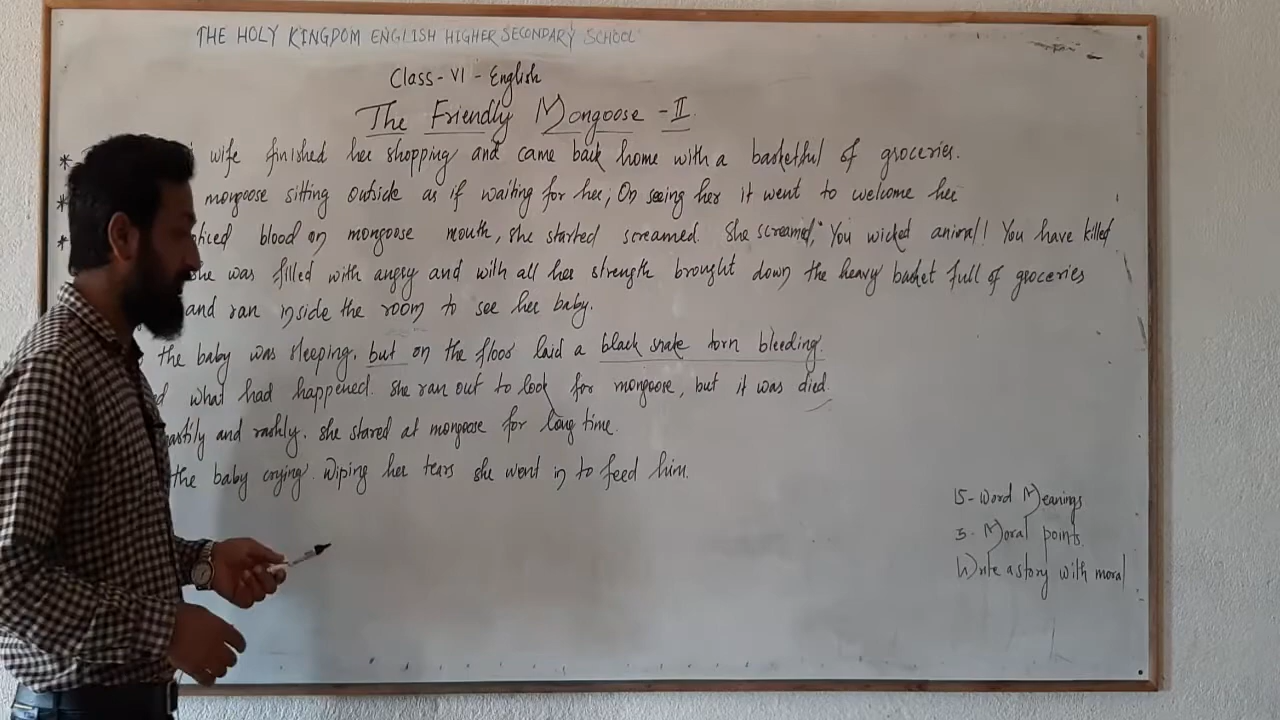 THE HOLY KINGDOM ENGLISH HIGHER SECONDARY SCHOOL
Class - VI - English
The Friendly Mongoose - II
* wife finished her shopping and came back home with a basketful of groceries.
* mongoose sitting outside as if waiting for her; On seeing her it went to welcome her
* blood on mongoose mouth, she started screamed. She screamed, "You wicked animal! You have killed
she was filled with angry and with all her strength brought down the heavy basket full of groceries
and ran inside the room to see her baby.
the baby was sleeping, but on the floor laid a black snake torn bleeding.
what had happened. She ran out to look for mongoose, but it was died.
and rashly. She stared at mongoose for long time.
the baby crying. Wiping her tears she went in to feed him.
15 - Word Meanings
5 - Moral points.
Write a story with moral